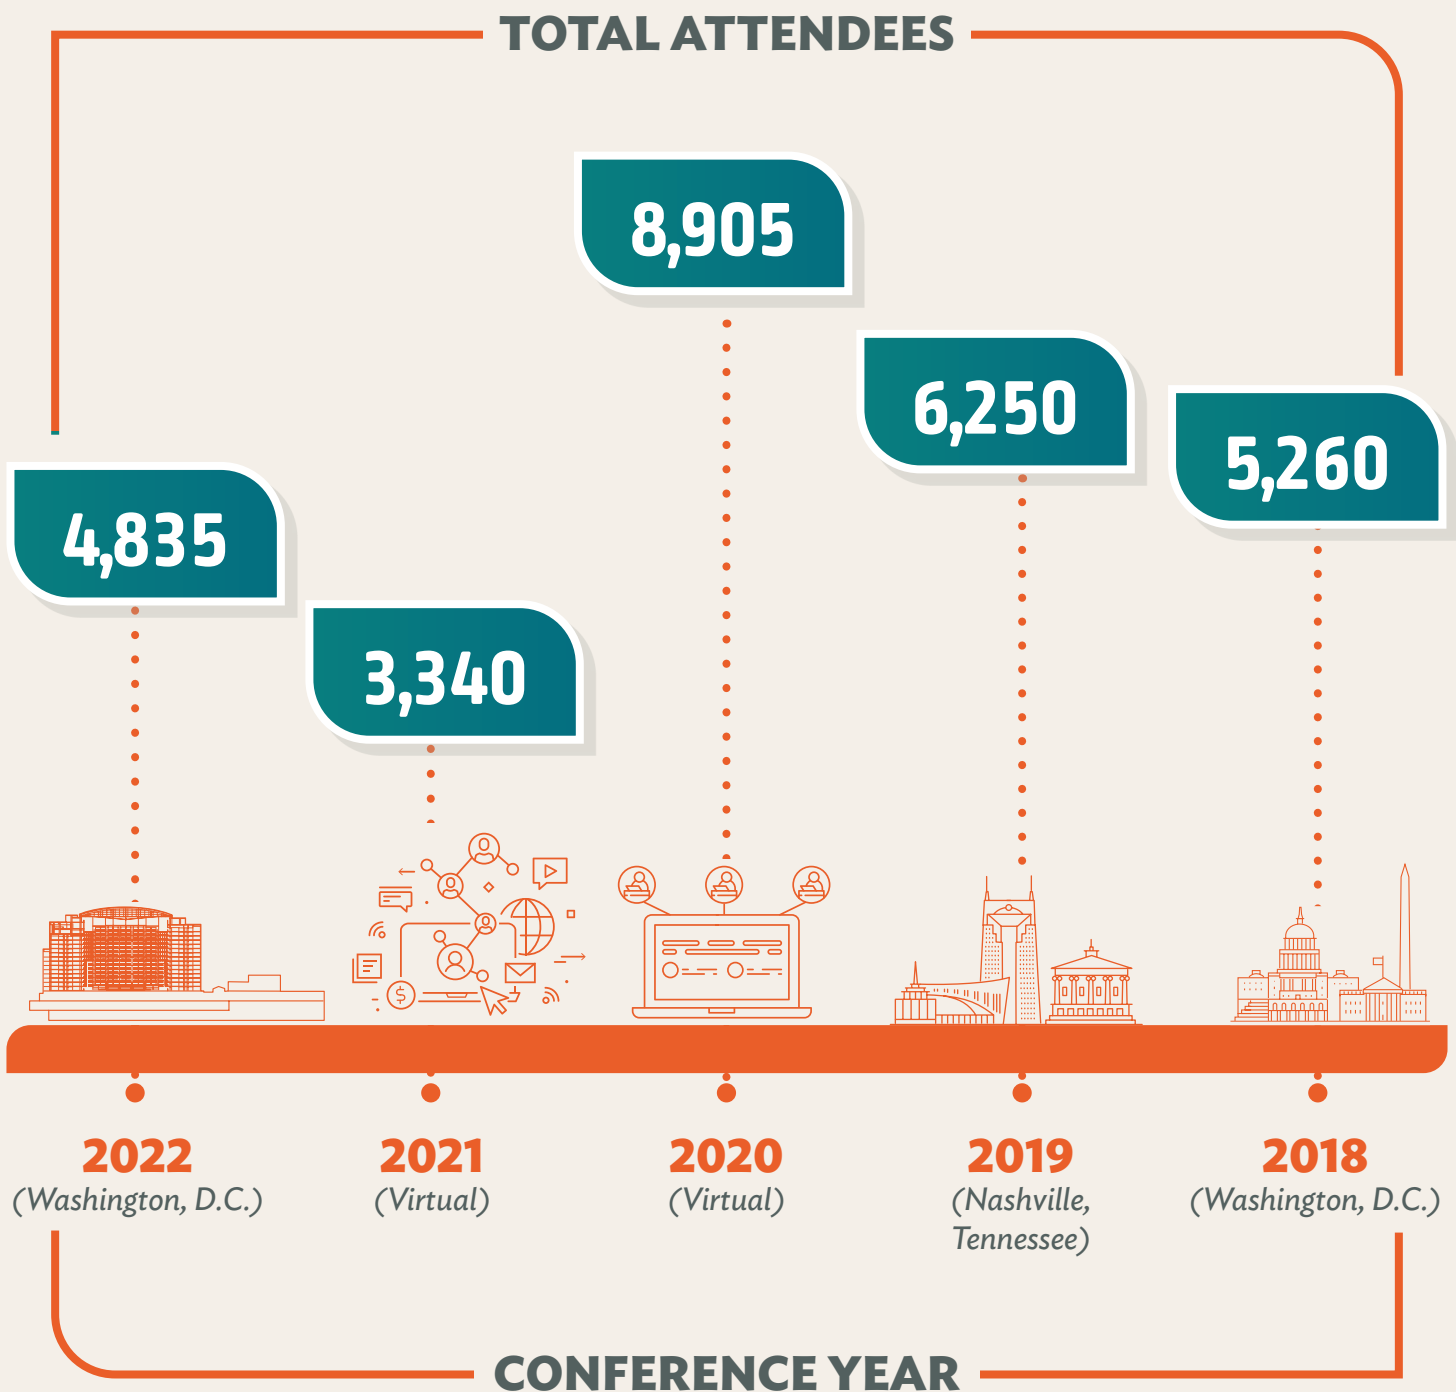 TOTAL ATTENDEES
8,905
6,250
5,260
4,835
3,340
$
2022
(Washington, D.C.)
2021
(Virtual)
2020
(Virtual)
2019
(Nashville,
Tennessee)
2018
(Washington, D.C.)
CONFERENCE YEAR